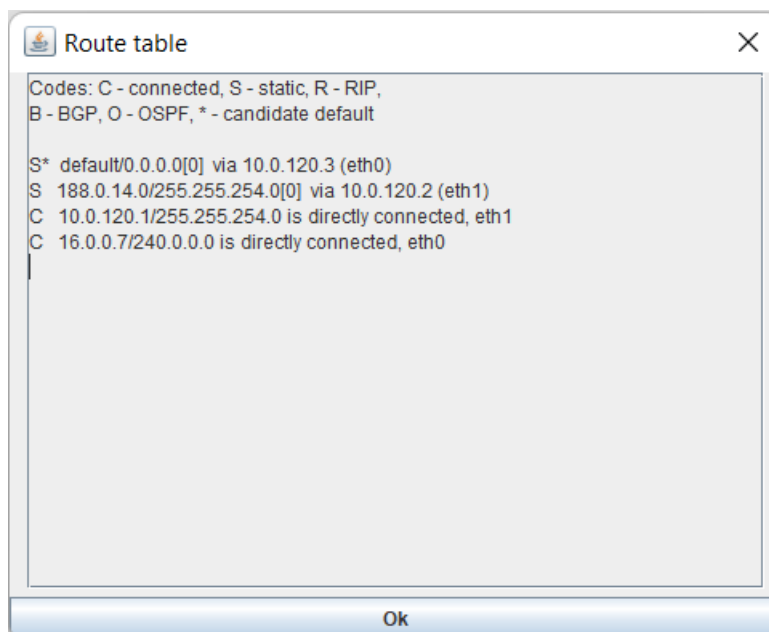 Route table
Codes: C - connected, S - static, R - RIP,
B - BGP, O - OSPF, * - candidate default
S* default/0.0.0.0[0] via 10.0.120.3 (eth0)
S 188.0.14.0/255.255.254.0[0] via 10.0.120.2 (eth1)
C 10.0.120.1/255.255.254.0 is directly connected, eth1
C 16.0.0.7/240.0.0.0 is directly connected, eth0
Ok